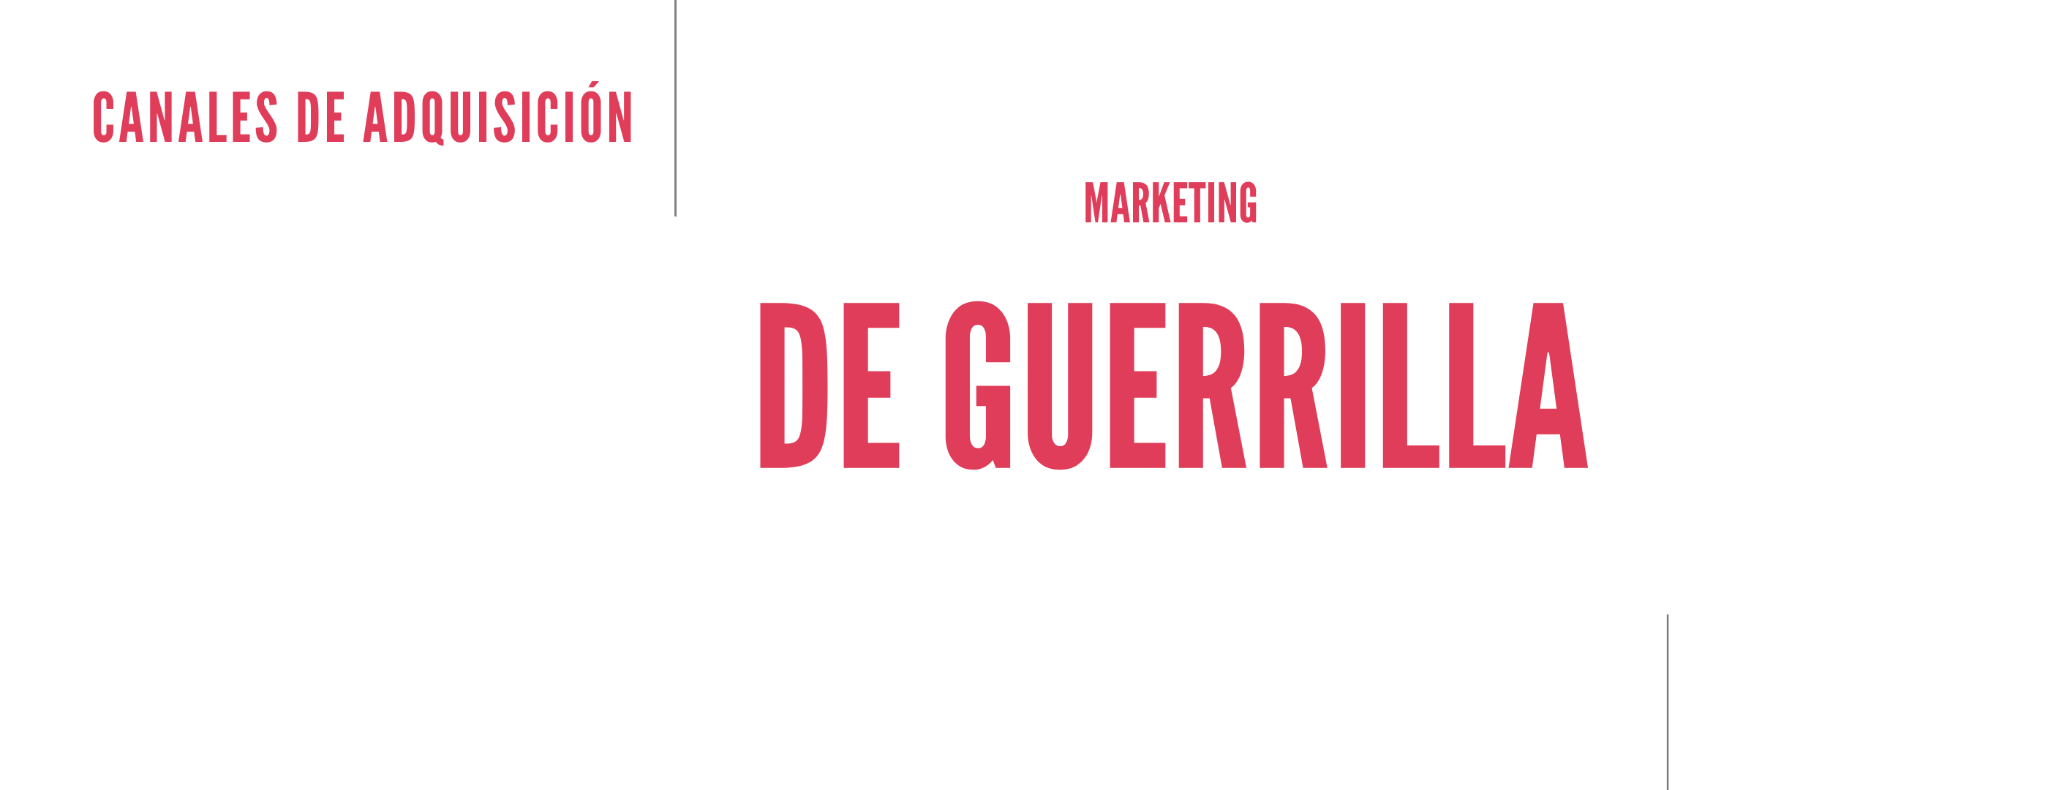 CANALES DE ADQUISICIÓN
MARKETING
DE GUERRILLA